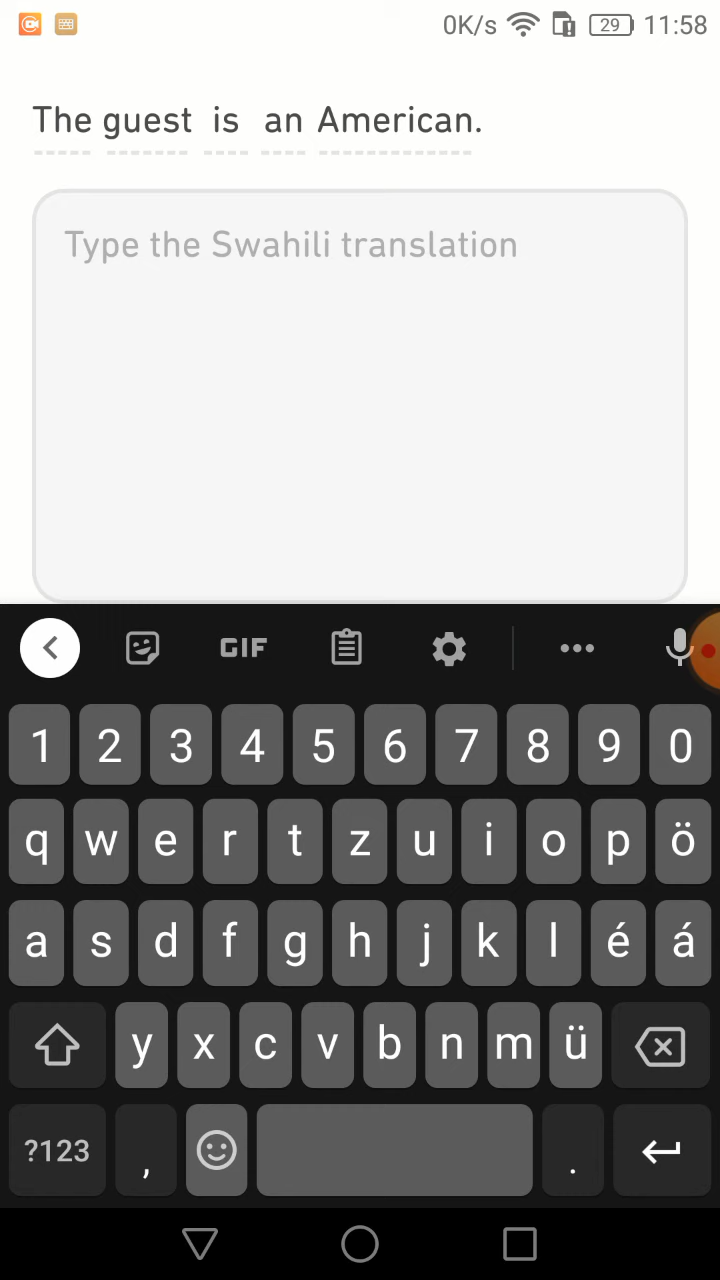 0K/s 29 11:58
The guest is an American.
Type the Swahili translation
GIF
1 2 3 4 5 6 7 8 9 0
q w e r t z u i o p ö
a s d f g h j k l é á
y x c v b n m ü
?123 , .